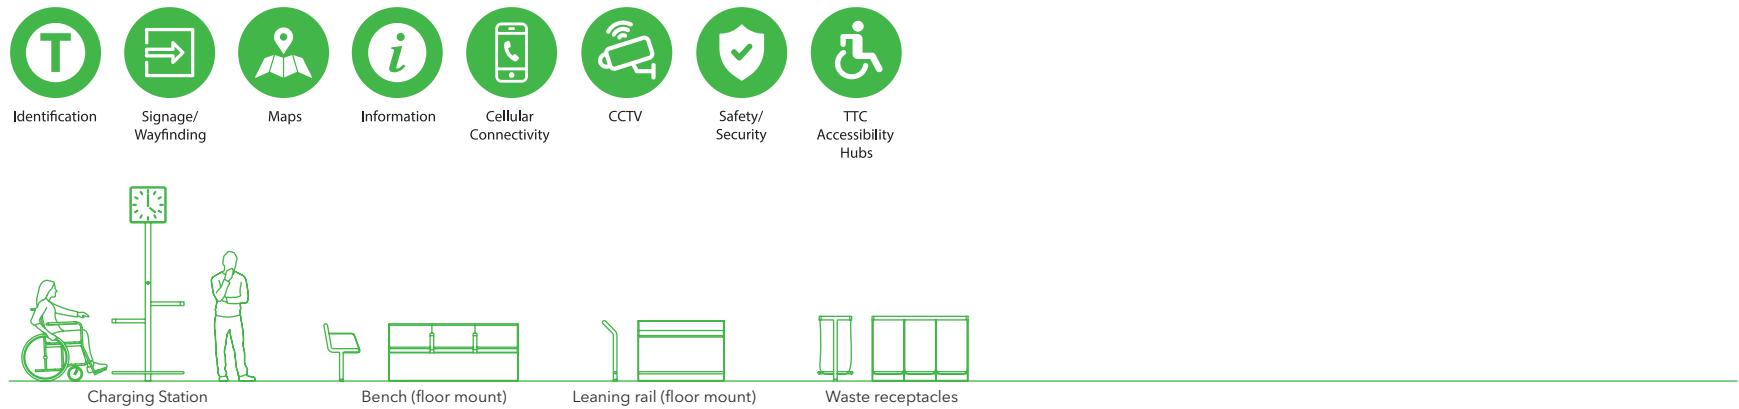 T
i
Identification
Signage/
Wayfinding
Maps
Information
Cellular
Connectivity
CCTV
Safety/
Security
TTC
Accessibility
Hubs
Charging Station
Bench (floor mount)
Leaning rail (floor mount)
Waste receptacles